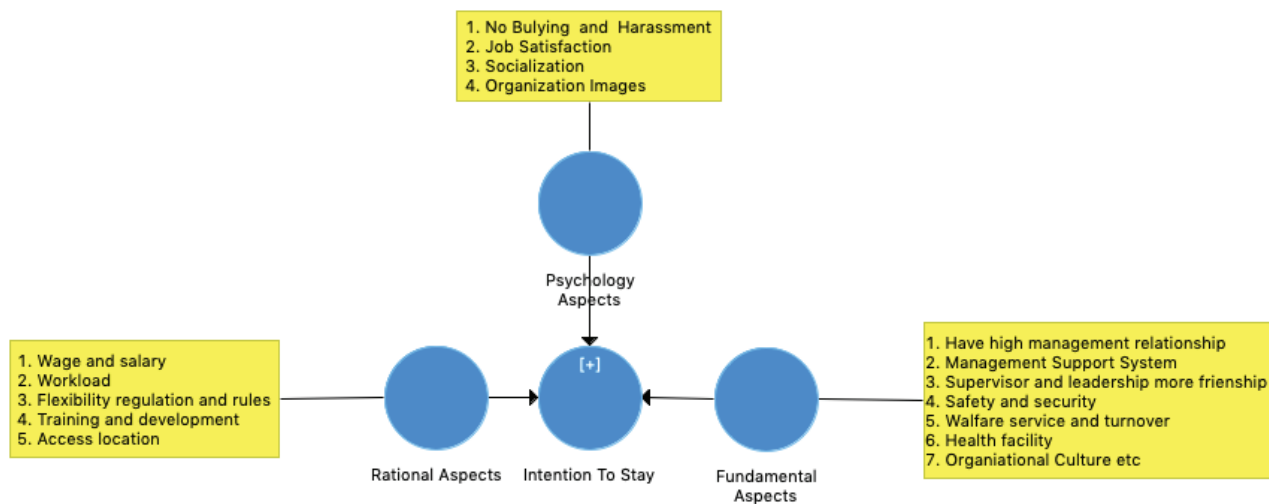 1. No Bulying and Harassment
2. Job Satisfaction
3. Socialization
4. Organization Images
Psychology
Aspects
1. Wage and salary
2. Workload
3. Flexibility regulation and rules
4. Training and development
5. Access location
Rational Aspects
[+]
Intention To Stay
Fundamental
Aspects
1. Have high management relationship
2. Management Support System
3. Supervisor and leadership more frienship
4. Safety and security
5. Walfare service and turnover
6. Health facility
7. Organiational Culture etc